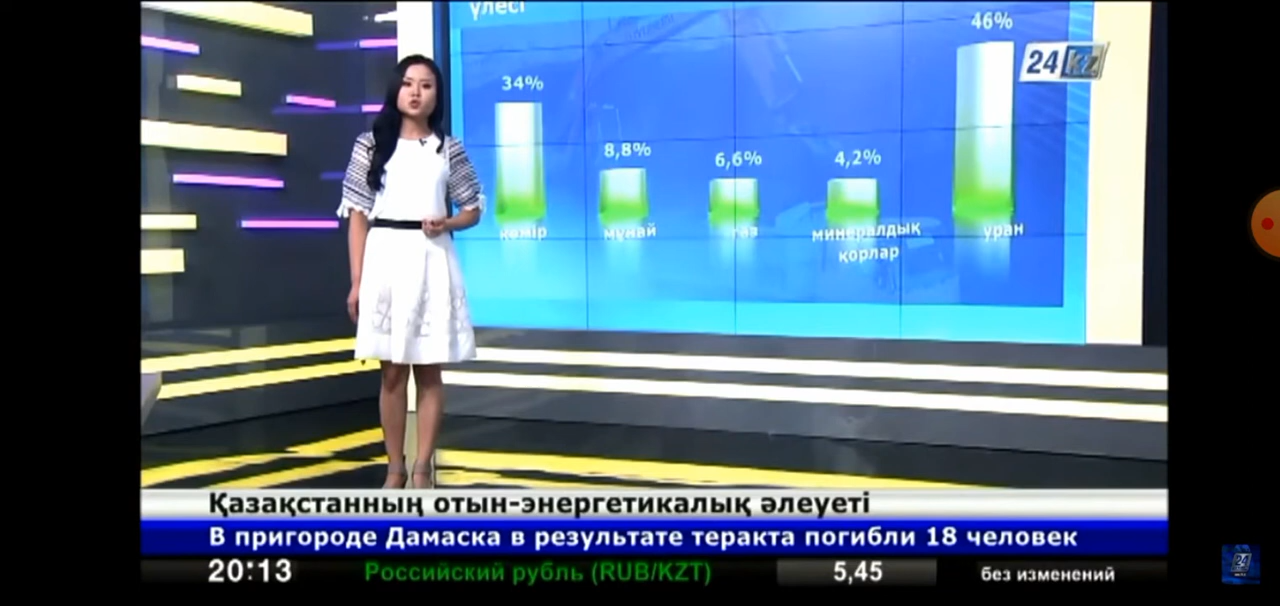 үлесі
34%
8,8%
6,6%
4,2%
46%
24kz
көмір
мұнай
газ
минералдық
қорлар
уран
Қазақстанның отын-энергетикалық әлеуеті
В пригороде Дамаска в результате теракта погибли 18 человек
20:13 Российский рубль (RUB/KZT) 5,45 без изменений
24